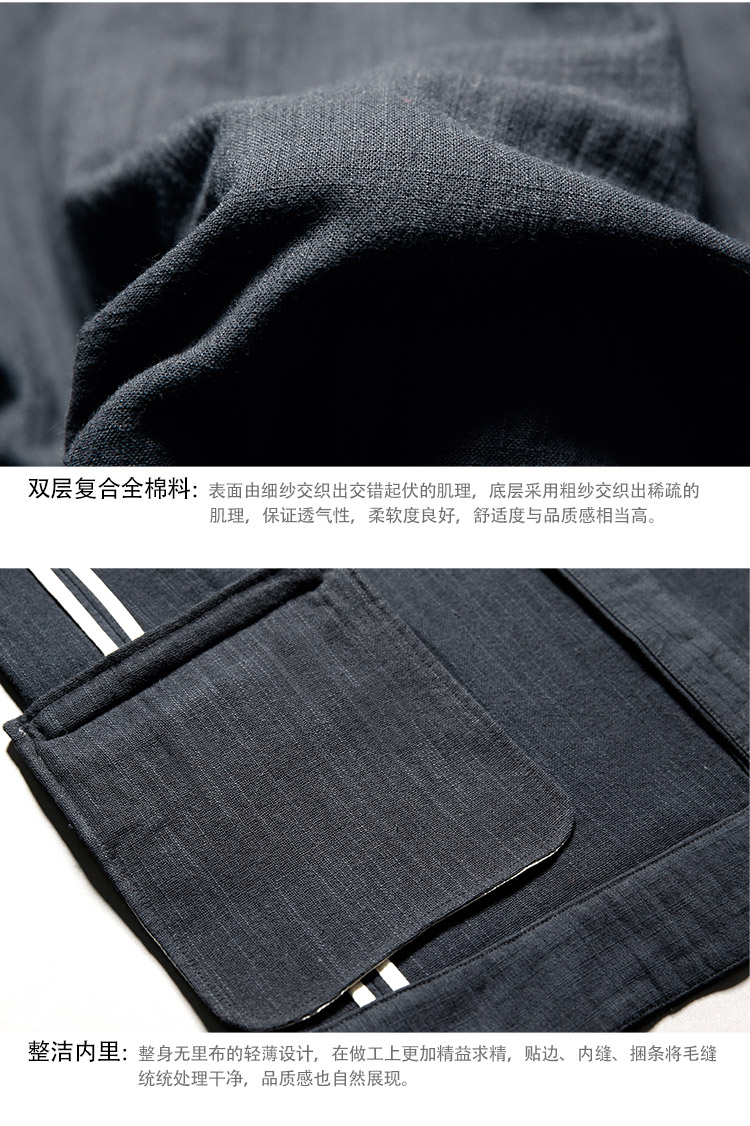 双层复合全棉料：表面由细纱交织出交错起伏的肌理，底层采用粗纱交织出稀疏的
肌理，保证透气性，柔软度良好，舒适度与品质感相当高。
整洁内里：整身无里布的轻薄设计，在做工上更加精益求精，贴边、内缝、捆条将毛缝
统统处理干净，品质感也自然展现。